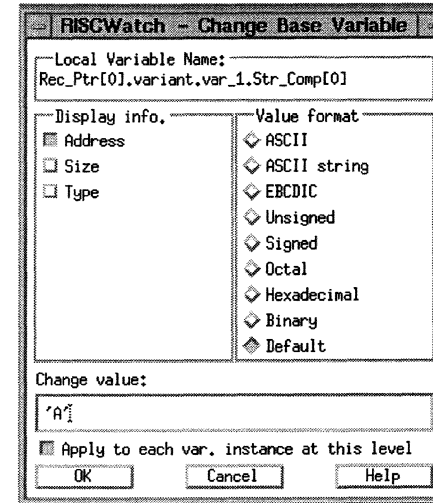 RISCWatch - Change Base Variable
Local Variable Name:
Rec_Ptr[0].variant.var_1.Str_Comp[0]
Display info.
Address
Size
Type
Value format
ASCII
ASCII string
EBCDIC
Unsigned
Signed
Octal
Hexadecimal
Binary
Default
Change value:
'A'
Apply to each var. instance at this level
OK Cancel Help